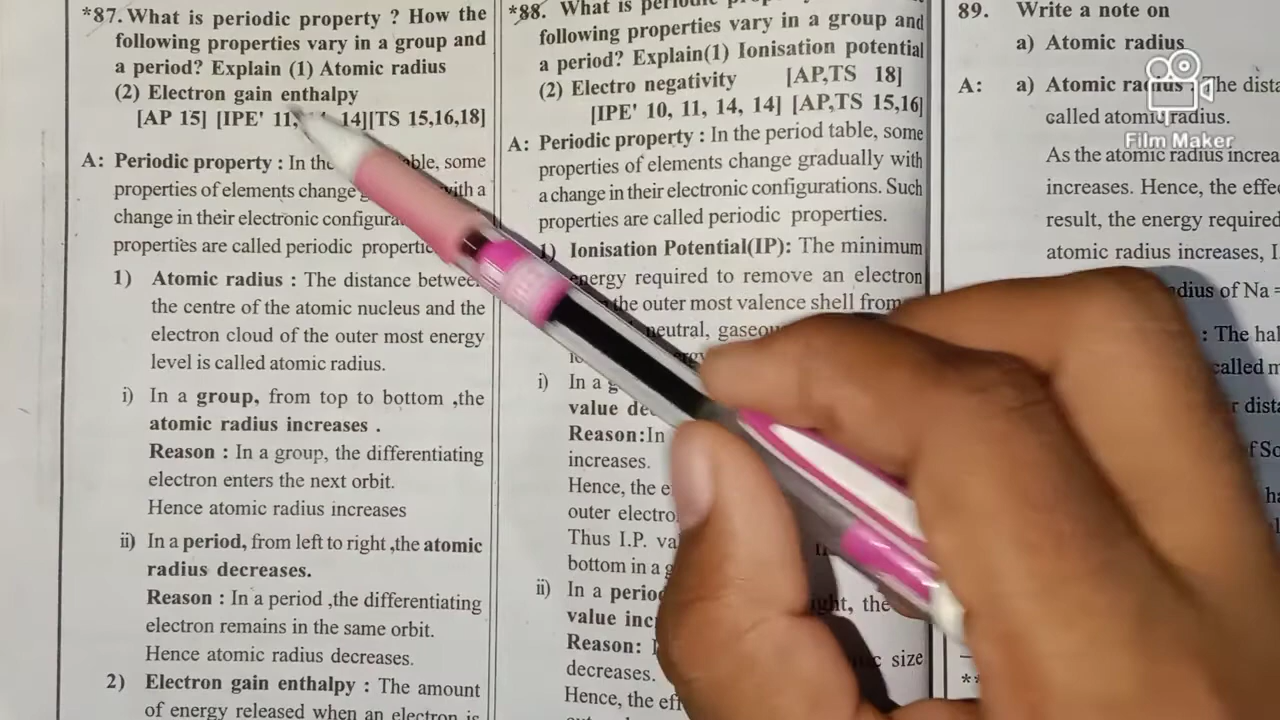 *87. What is periodic property ? How the
following properties vary in a group and
a period? Explain (1) Atomic radius
(2) Electron gain enthalpy
[AP 15] [IPE' 11, 14][TS 15,16,18]
A: Periodic property : In the table, some
properties of elements change with a
change in their electronic
properties are called periodic
1) Atomic radius : The distance between
the centre of the atomic nucleus and the
electron cloud of the outer most energy
level is called atomic radius.
i) In a group, from top to bottom ,the
atomic radius increases .
Reason : In a group, the differentiating
electron enters the next orbit.
Hence atomic radius increases
ii) In a period, from left to right ,the atomic
radius decreases.
Reason : In a period ,the differentiating
electron remains in the same orbit.
Hence atomic radius decreases.
2) Electron gain enthalpy : The amount
of energy released when an electron is
*88. What is
following properties vary in a group and
a period? Explain(1) Ionisation potential
(2) Electro negativity [AP,TS 18]
[IPE' 10, 11, 14, 14] [AP,TS 15,16]
A: Periodic property : In the period table, some
properties of elements change gradually with
a change in their electronic configurations. Such
properties are called periodic properties.
1) Ionisation Potential(IP): The minimum
energy required to remove an electron
the outer most valence shell from
neutral,
i) In a
value
Reason:In
increases.
Hence, the
outer
Thus I.P.
bottom in a
ii) In a
value
the
Reason:
size
decreases.
Hence, the
89. Write a note on
a) Atomic radius
A: a) Atomic radius : The
called atomic radius.
As the atomic radius
increases. Hence, the
result, the energy required
atomic radius increases,
of Na =
: The
called
**
Film Maker